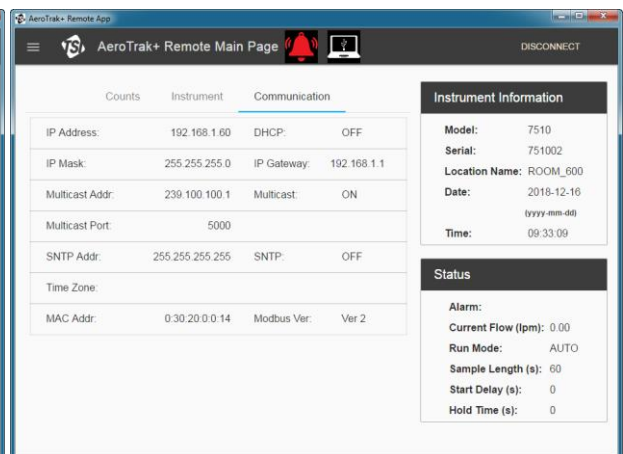 AeroTrak+ Remote App
TSI AeroTrak+ Remote Main Page DISCONNECT
Counts Instrument Communication
IP Address: 192.168.1.60 DHCP: OFF
IP Mask: 255.255.255.0 IP Gateway: 192.168.1.1
Multicast Addr: 239.100.100.1 Multicast: ON
Multicast Port: 5000
SNTP Addr: 255.255.255.255 SNTP: OFF
Time Zone:
MAC Addr: 0:30:20:0:0:14 Modbus Ver: Ver 2
Instrument Information
Model: 7510
Serial: 751002
Location Name: ROOM_600
Date: 2018-12-16
(yyyy-mm-dd)
Time: 09:33:09
Status
Alarm:
Current Flow (lpm): 0.00
Run Mode: AUTO
Sample Length (s): 60
Start Delay (s): 0
Hold Time (s): 0